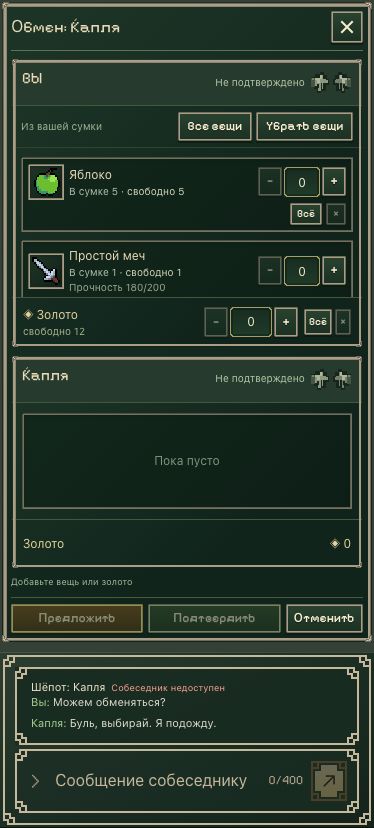 Обмен: Капля
Вы
Не подтверждено
Из вашей сумки
Все вещи
Убрать вещи
Яблоко
В сумке 5 · свободно 5
- 0 +
Всё ×
Простой меч
В сумке 1 · свободно 1
Прочность 180/200
- 0 +
Золото
свободно 12
- 0 + Всё ×
Капля
Не подтверждено
Пока пусто
Золото
0
Добавьте вещь или золото
Предложить
Подтвердить
Отменить
Шёпот: Капля Собеседник недоступен
Вы: Можем обменяться?
Капля: Буль, выбирай. Я подожду.
Сообщение собеседнику
0/400